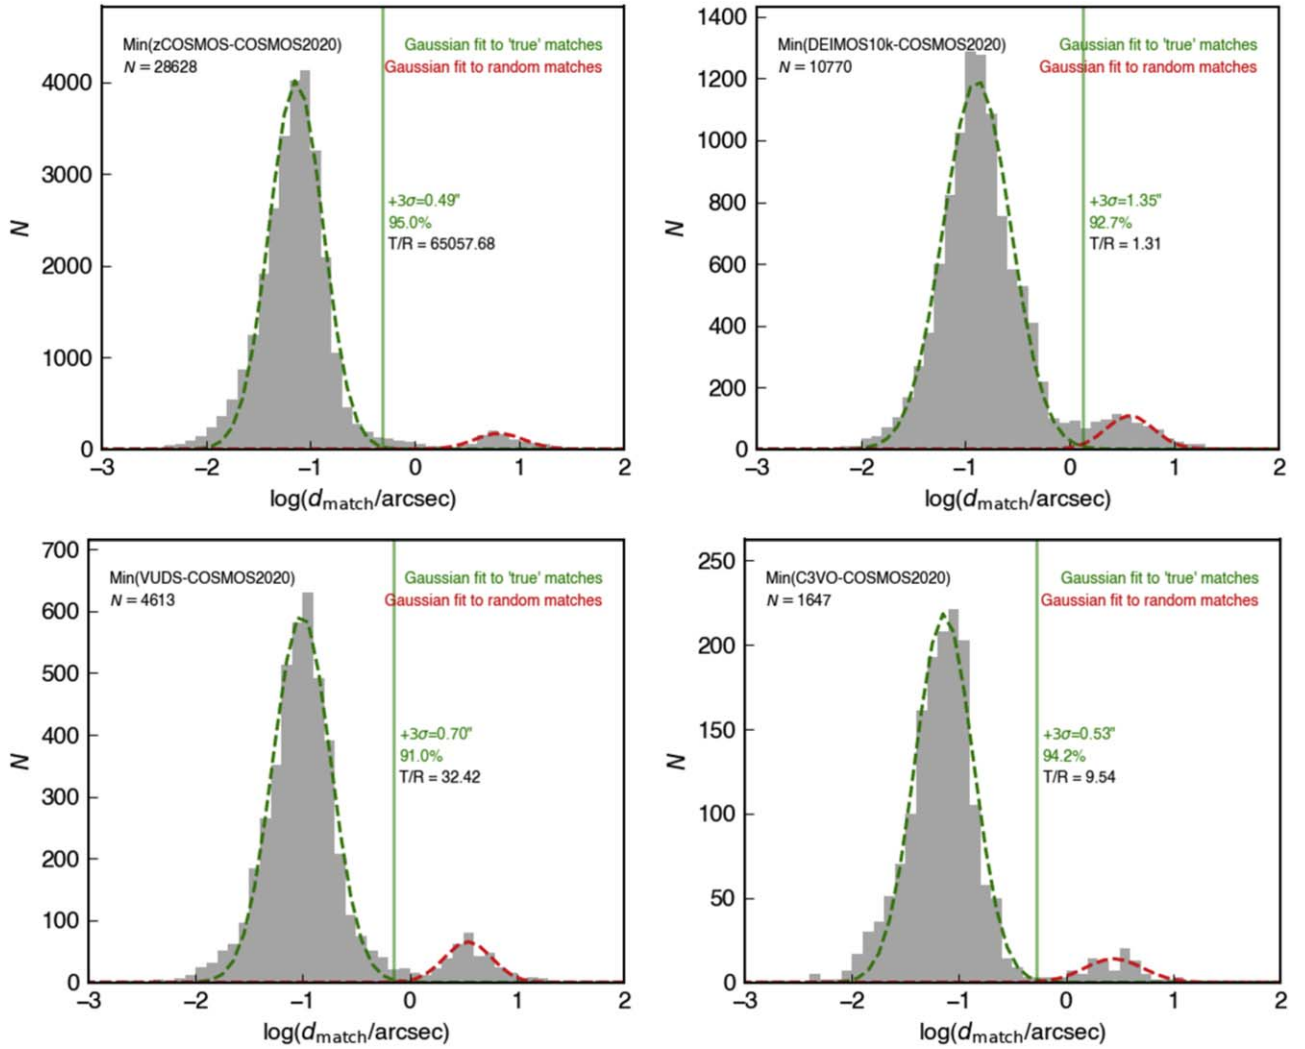 Min(zCOSMOS-COSMOS2020)
N = 28628
Gaussian fit to 'true' matches
Gaussian fit to random matches
+3σ=0.49"
95.0%
T/R = 65057.68
N
4000
3000
2000
1000
0
−3 −2 −1 0 1 2
log(dmatch/arcsec)
Min(DEIMOS10k-COSMOS2020)
N = 10770
Gaussian fit to 'true' matches
Gaussian fit to random matches
+3σ=1.35"
92.7%
T/R = 1.31
N
1400
1200
1000
800
600
400
200
0
−3 −2 −1 0 1 2
log(dmatch/arcsec)
Min(VUDS-COSMOS2020)
N = 4613
Gaussian fit to 'true' matches
Gaussian fit to random matches
+3σ=0.70"
91.0%
T/R = 32.42
N
700
600
500
400
300
200
100
0
−3 −2 −1 0 1 2
log(dmatch/arcsec)
Min(C3VO-COSMOS2020)
N = 1647
Gaussian fit to 'true' matches
Gaussian fit to random matches
+3σ=0.53"
94.2%
T/R = 9.54
N
250
200
150
100
50
0
−3 −2 −1 0 1 2
log(dmatch/arcsec)